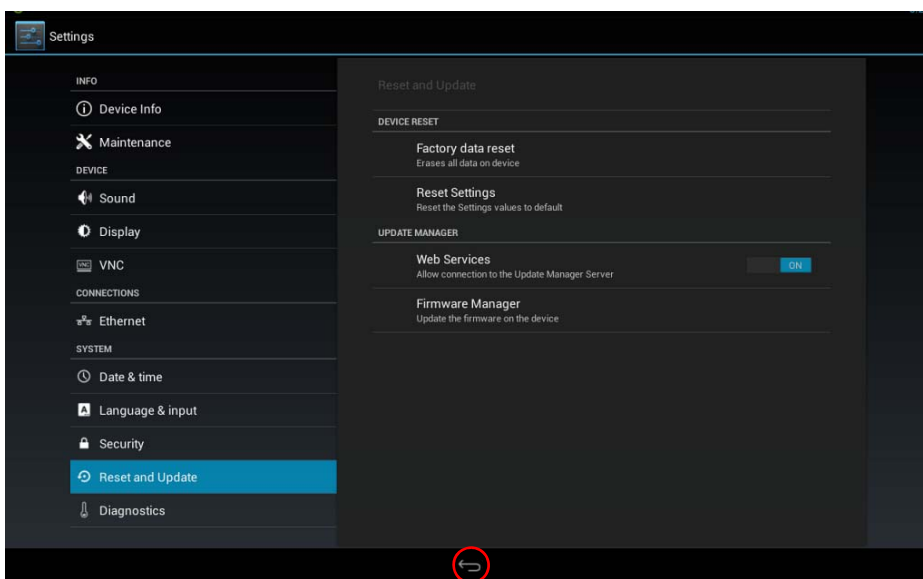 Settings
INFO
Device Info
Maintenance
DEVICE
Sound
Display
VNC
VNC
CONNECTIONS
Ethernet
SYSTEM
Date & time
A
Language & input
Security
Reset and Update
Diagnostics
Reset and Update
DEVICE RESET
Factory data reset
Erases all data on device
Reset Settings
Reset the Settings values to default
UPDATE MANAGER
Web Services
Allow connection to the Update Manager Server
ON
Firmware Manager
Update the firmware on the device